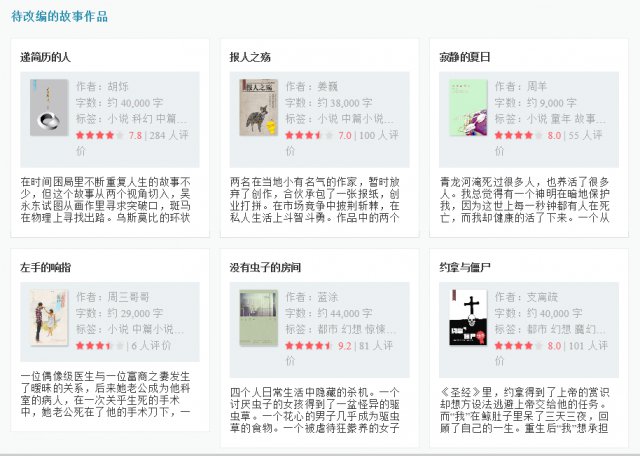 待改编的故事作品
递简历的人
作者：胡烁
字数：约 40,000 字
标签：小说 科幻 中篇…
7.8 | 284 人评
价
在时间困局里不断重复人生的故事不
少，但这个故事从两个视角切入，吴
永东试图从画作里寻求突破口，斑马
在物理上寻找出路。乌斯莫比的环状
报人之殇
作者：姜巍
字数：约 38,000 字
标签：小说 中篇小说…
7.0 | 100 人评
价
两名在当地小有名气的作家，暂时放
弃了创作，合伙承包了一张报纸，创
业打拼。在市场竞争中披荆斩棘，在
私人生活上斗智斗勇。作品中的两个
寂静的夏日
作者：周羊
字数：约 9,000 字
标签：小说 童年 故事…
8.0 | 55 人评
价
青龙河淹死过很多人，也养活了很多
人。我总觉得有一个神明在暗地保护
我，因为这世上每一秒钟都有人在死
亡，而我却健康的活了下来。一个从
左手的响指
作者：周三哥哥
字数：约 29,000 字
标签：小说 中篇小说…
| 6 人评价
一位偶像级医生与一位富商之妻发生
了暧昧的关系，后来她老公成为他科
室的病人，在一次关乎生死的手术
中，她老公死在了他的手术刀下，一
没有虫子的房间
作者：蓝涂
字数：约 44,000 字
标签：都市 幻想 惊悚…
9.2 | 81 人评
价
四个人日常生活中隐藏的杀机。一个
讨厌虫子的女孩得到了一盆怪异的驱
虫草。一个花心的男子几乎成为驱虫
草的食物。一个被虐待狂豢养的女子
约拿与僵尸
作者：支离疏
字数：约 40,000 字
标签：都市 幻想 魔幻…
8.0 | 101 人评
价
《圣经》里，约拿得到了上帝的赏识
却想方设法逃避上帝交给他的任务。
而“我”在鲸肚子里呆了三天三夜，回
顾了自己的一生。重生后“我”想承担